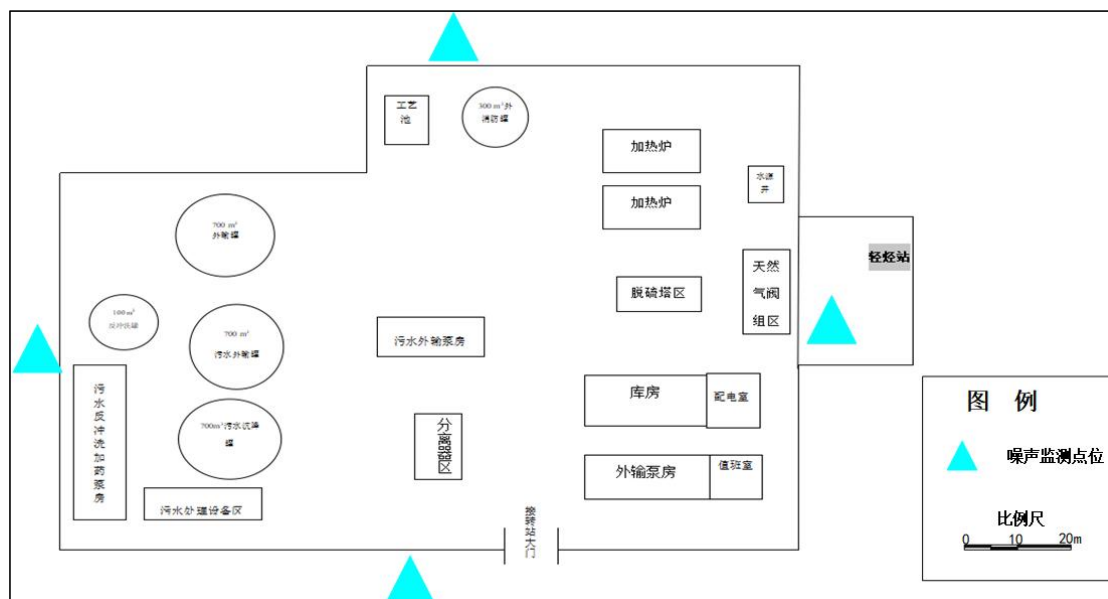 工艺
池
300 m³外
消防罐
加热炉
水源
井
加热炉
700 m³
外输罐
轻烃站
天然
气阀
组区
脱硫塔区
100 m³
反冲洗罐
700 m³
污水外输罐
污水外输泵房
污水反冲洗加药泵房
库房
配电室
700m³污水沉降
罐
分离器区
外输泵房
值班室
污水处理设备区
接转站大门
图 例
噪声监测点位
比例尺
0 10 20m